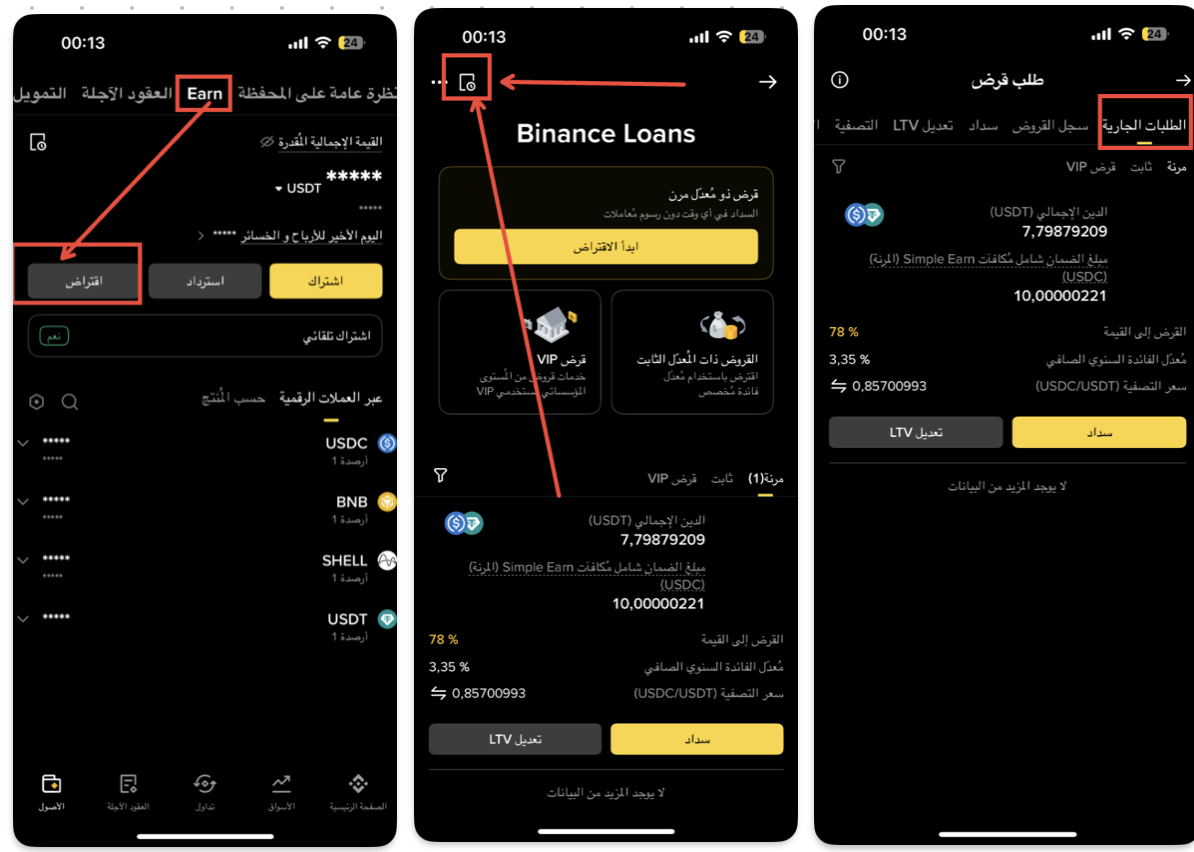 00:13
24
نظرة عامة على المحفظة Earn العقود الآجلة التمويل
القيمة الإجمالية المُقدرة
*****
USDT
*****
اليوم الأخير للأرباح و الخسائر *****
اشتراك
استرداد
اقتراض
اشتراك تلقائي
نعم
عبر العملات الرقمية حسب المُنتج
USDC
*****
أرصدة 1
*****
BNB
*****
أرصدة 1
*****
SHELL
*****
أرصدة 1
*****
USDT
*****
أرصدة 1
الصفحة الرئيسية
الأسواق
تداول
العقود الآجلة
الأصول
00:13
24
Binance Loans
قرض ذو مُعدّل مرن
السداد في أي وقت دون رسوم مُعاملات
ابدأ الاقتراض
القروض ذات المُعدّل الثابت
اقترض باستخدام مُعدّل
فائدة مُخصص
قرض VIP
خدمات قروض من المُستوى
المؤسساتي لمستخدمي VIP
مرنة(1) ثابت قرض VIP
الدين الإجمالي (USDT)
7,79879209
مبلغ الضمان شامل مُكافآت Simple Earn (المرنة)
(USDC)
10,00000221
القرض إلى القيمة
78 %
مُعدّل الفائدة السنوي الصافي
3,35 %
سعر التصفية (USDC/USDT)
0,85700993
سداد
تعديل LTV
لا يوجد المزيد من البيانات
00:13
24
طلب قرض
الطلبات الجارية سجل القروض سداد تعديل LTV التصفية
مرنة ثابت قرض VIP
الدين الإجمالي (USDT)
7,79879209
مبلغ الضمان شامل مُكافآت Simple Earn (المرنة)
(USDC)
10,00000221
القرض إلى القيمة
78 %
مُعدّل الفائدة السنوي الصافي
3,35 %
سعر التصفية (USDC/USDT)
0,85700993
سداد
تعديل LTV
لا يوجد المزيد من البيانات